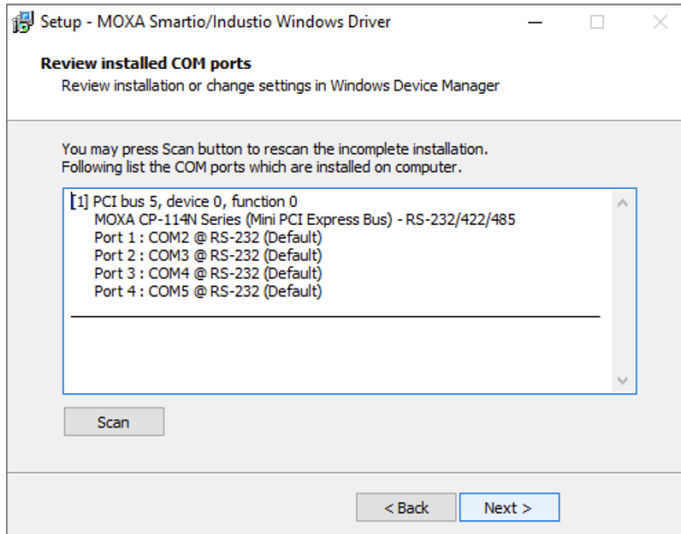 Setup - MOXA Smartio/Industio Windows Driver
Review installed COM ports
Review installation or change settings in Windows Device Manager
You may press Scan button to rescan the incomplete installation.
Following list the COM ports which are installed on computer.
[1] PCI bus 5, device 0, function 0
MOXA CP-114N Series (Mini PCI Express Bus) - RS-232/422/485
Port 1 : COM2 @ RS-232 (Default)
Port 2 : COM3 @ RS-232 (Default)
Port 3 : COM4 @ RS-232 (Default)
Port 4 : COM5 @ RS-232 (Default)
Scan
< Back
Next >